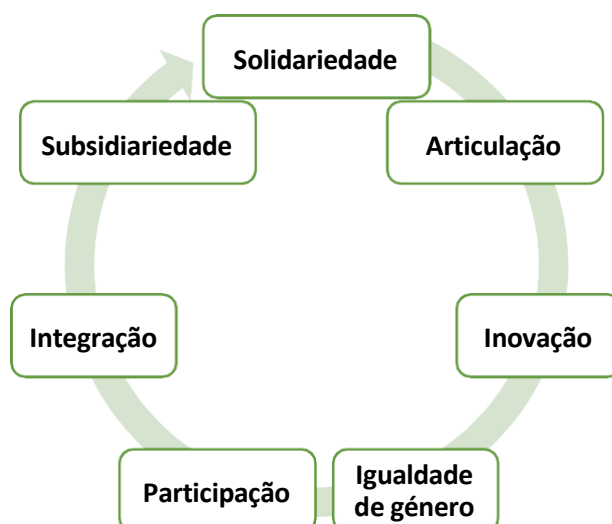 Solidariedade
Articulação
Inovação
Igualdade
de género
Participação
Integração
Subsidiariedade